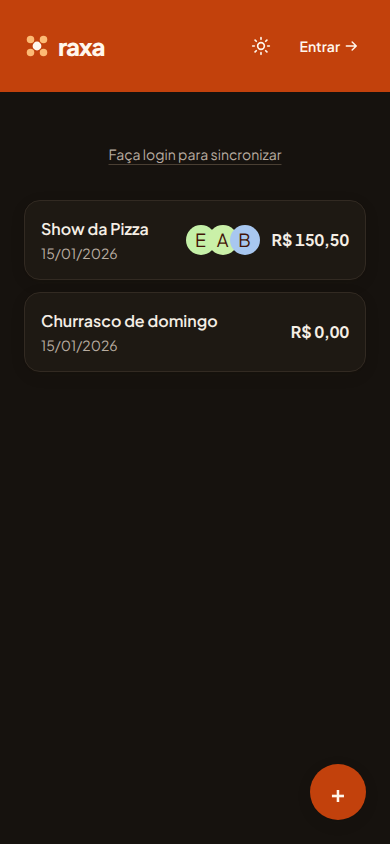 raxa
Entrar →
Faça login para sincronizar
Show da Pizza
15/01/2026
E A B
R$ 150,50
Churrasco de domingo
15/01/2026
R$ 0,00
+